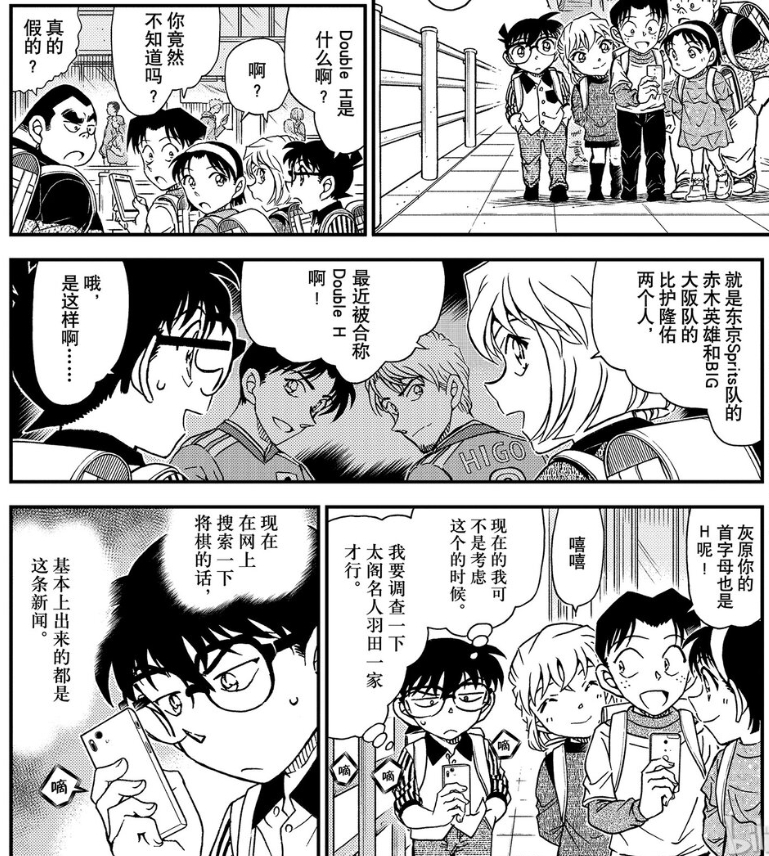 Double H是
什么啊？
啊？
你竟然
不知道吗？
真的
假的？
就是东京Sprits队的
赤木英雄和BIG
大阪队的
比护隆佑
两个人，
最近被合称
Double H
啊！
哦，
是这样啊……
HIGO
灰原你的
首字母也是
H呢！
嘻嘻
现在的我可
不是考虑
这个的时候。
我要调查一下
太阁名人羽田一家
才行。
嘀
嘀
嘀
现在
在网上
搜索一下
将棋的话，
基本上出来的都是
这条新闻。
嘀